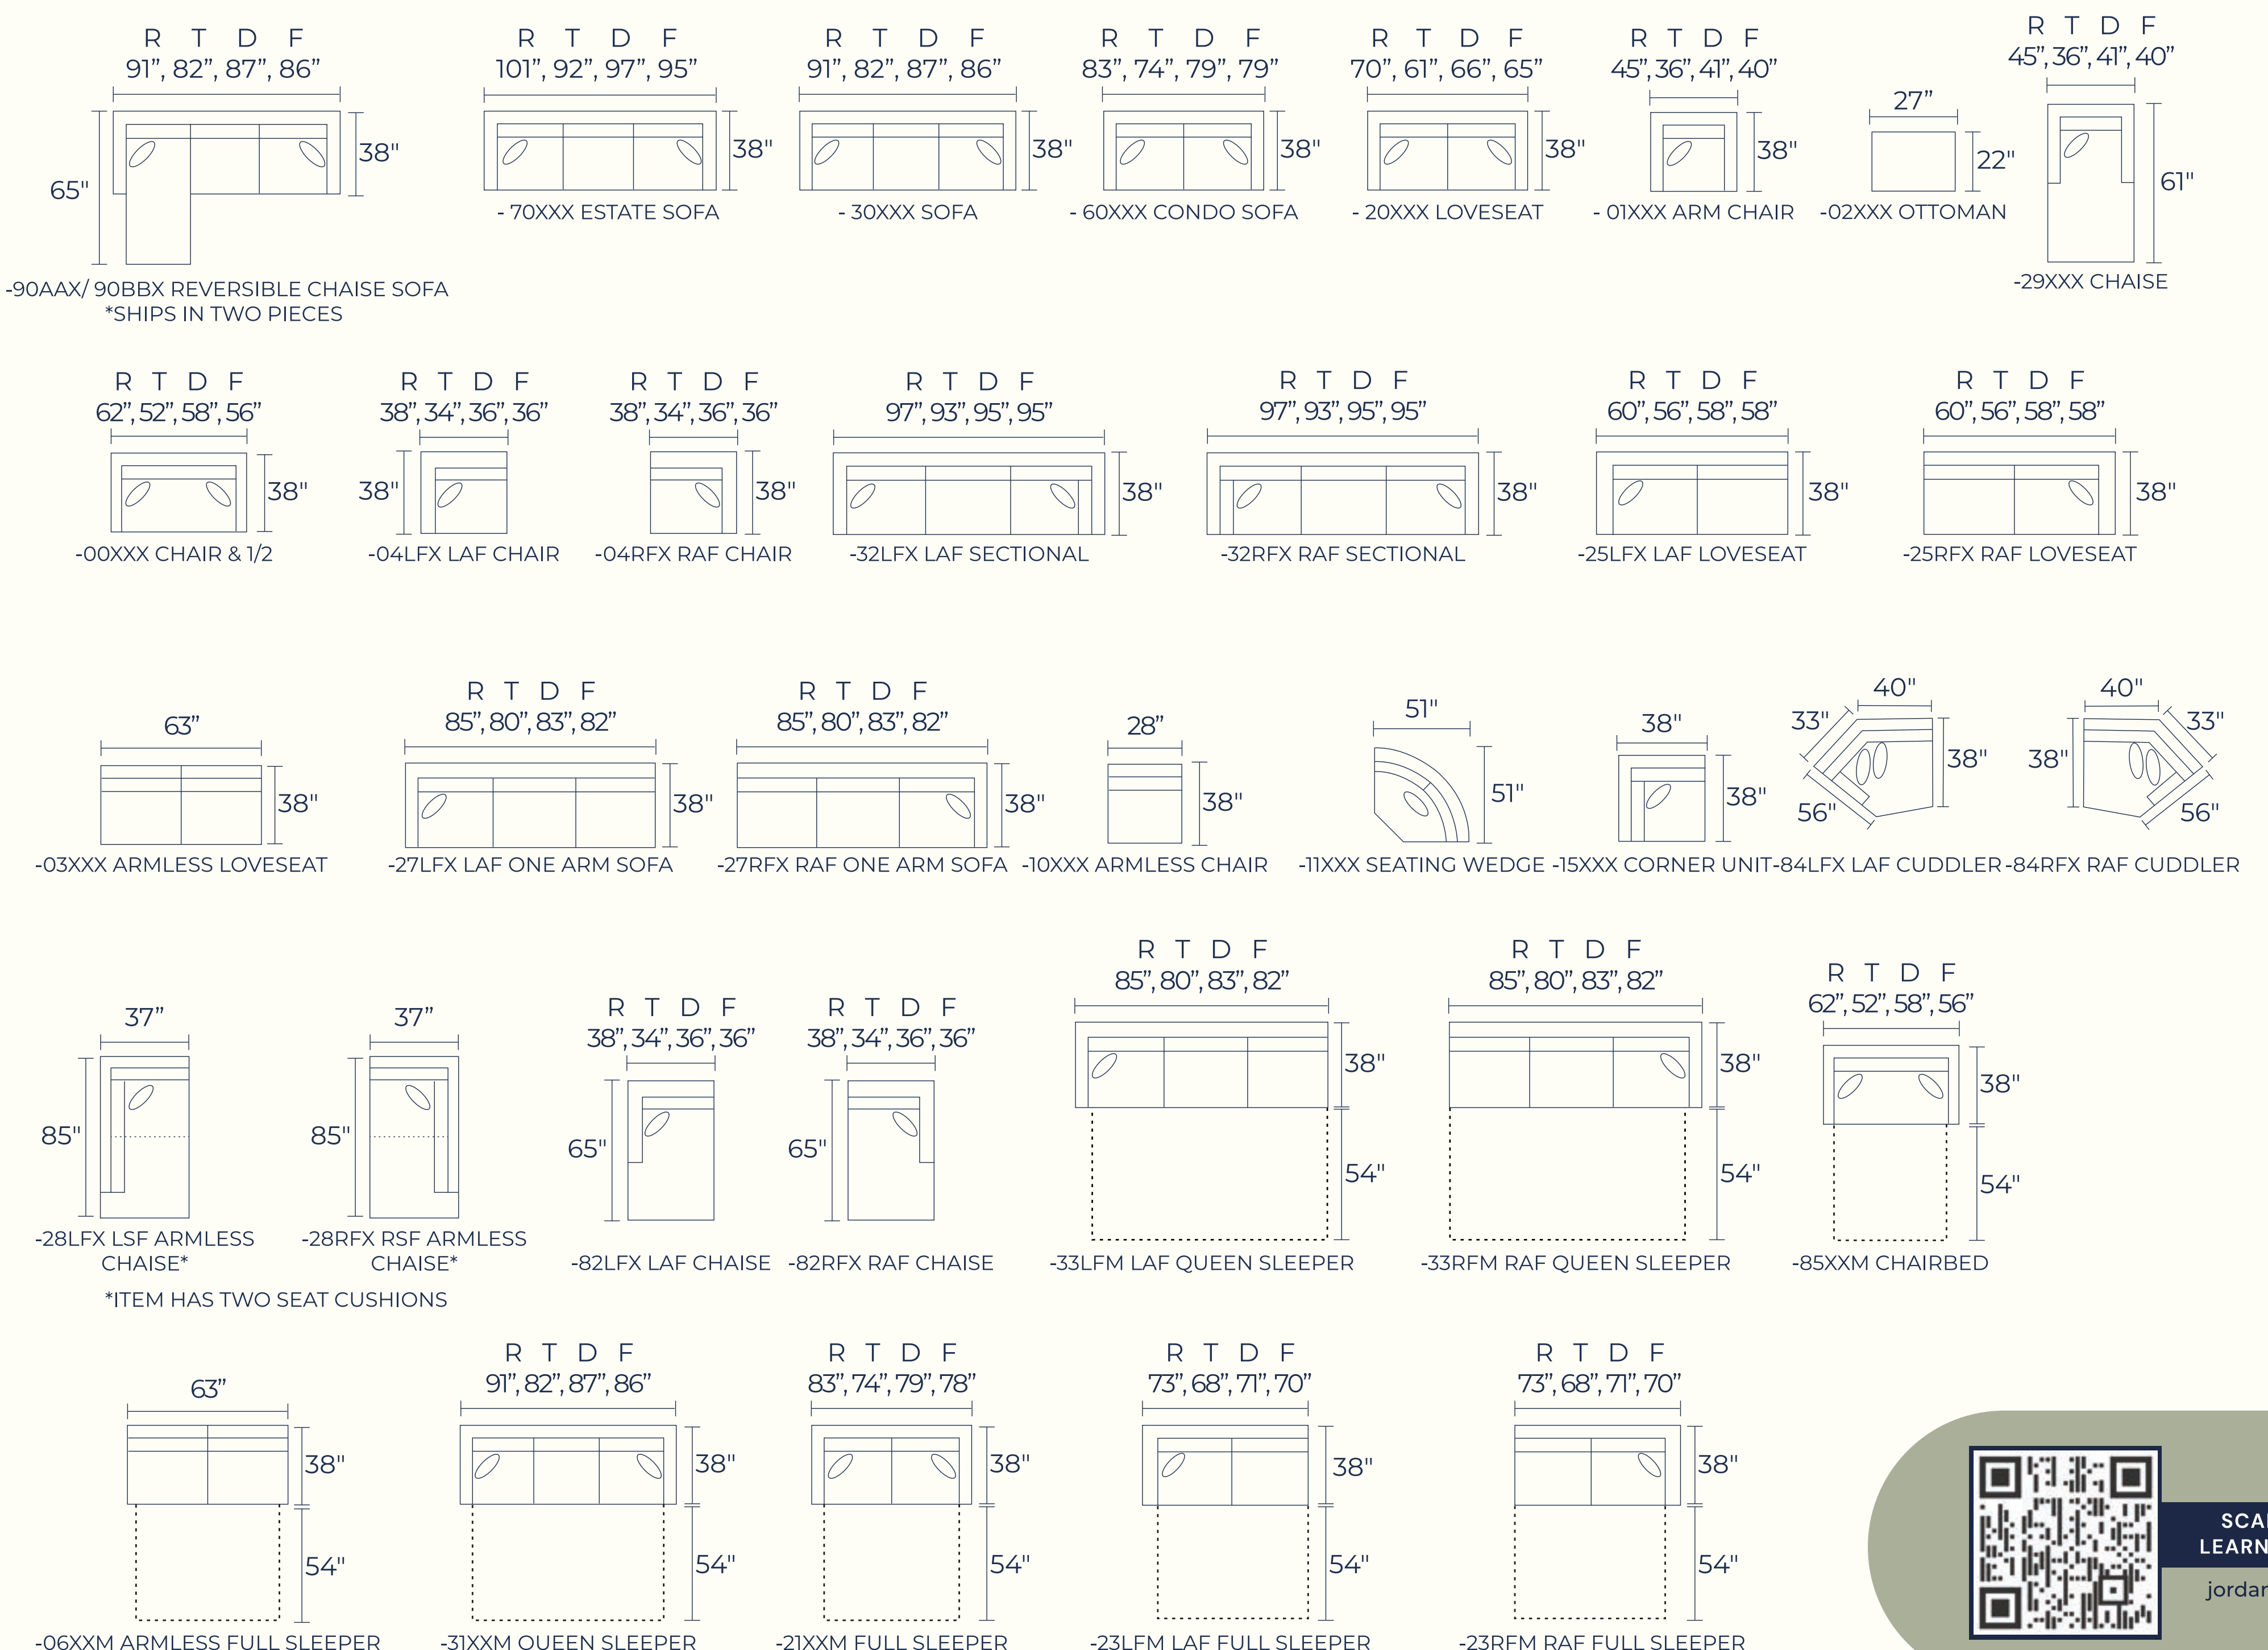 R T D F
91”, 82”, 87”, 86”
65"
38"
-90AAX/ 90BBX REVERSIBLE CHAISE SOFA
*SHIPS IN TWO PIECES
R T D F
101”, 92”, 97”, 95”
38"
- 70XXX ESTATE SOFA
R T D F
91”, 82”, 87”, 86”
38"
- 30XXX SOFA
R T D F
83”, 74”, 79”, 79”
38"
- 60XXX CONDO SOFA
R T D F
70”, 61”, 66”, 65”
38"
- 20XXX LOVESEAT
R T D F
45”, 36”, 41”, 40”
38"
- 01XXX ARM CHAIR
27”
22"
-02XXX OTTOMAN
R T D F
45”, 36”, 41”, 40”
61"
-29XXX CHAISE
R T D F
62”, 52”, 58”, 56”
38"
-00XXX CHAIR & 1/2
R T D F
38”, 34”, 36”, 36”
38"
-04LFX LAF CHAIR
R T D F
38”, 34”, 36”, 36”
38"
-04RFX RAF CHAIR
R T D F
97”, 93”, 95”, 95”
38"
-32LFX LAF SECTIONAL
R T D F
97”, 93”, 95”, 95”
38"
-32RFX RAF SECTIONAL
R T D F
60”, 56”, 58”, 58”
38"
-25LFX LAF LOVESEAT
R T D F
60”, 56”, 58”, 58”
38"
-25RFX RAF LOVESEAT
63”
38"
-03XXX ARMLESS LOVESEAT
R T D F
85”, 80”, 83”, 82”
38"
-27LFX LAF ONE ARM SOFA
R T D F
85”, 80”, 83”, 82”
38"
-27RFX RAF ONE ARM SOFA
28”
38"
-10XXX ARMLESS CHAIR
51"
51"
-11XXX SEATING WEDGE
38"
38"
-15XXX CORNER UNIT
40"
33"
38"
56"
-84LFX LAF CUDDLER
40"
33"
38"
56"
-84RFX RAF CUDDLER
37”
85"
-28LFX LSF ARMLESS
CHAISE*
37”
85"
-28RFX RSF ARMLESS
CHAISE*
*ITEM HAS TWO SEAT CUSHIONS
R T D F
38”, 34”, 36”, 36”
65"
-82LFX LAF CHAISE
R T D F
38”, 34”, 36”, 36”
65"
-82RFX RAF CHAISE
R T D F
85”, 80”, 83”, 82”
38"
54"
-33LFM LAF QUEEN SLEEPER
R T D F
85”, 80”, 83”, 82”
38"
54"
-33RFM RAF QUEEN SLEEPER
R T D F
62”, 52”, 58”, 56”
38"
54"
-85XXM CHAIRBED
63”
38"
54"
-06XXM ARMLESS FULL SLEEPER
R T D F
91”, 82”, 87”, 86”
38"
54"
-31XXM QUEEN SLEEPER
R T D F
83”, 74”, 79”, 78”
38"
54"
-21XXM FULL SLEEPER
R T D F
73”, 68”, 71”, 70”
38"
54"
-23LFM LAF FULL SLEEPER
R T D F
73”, 68”, 71”, 70”
38"
54"
-23RFM RAF FULL SLEEPER
LEARN